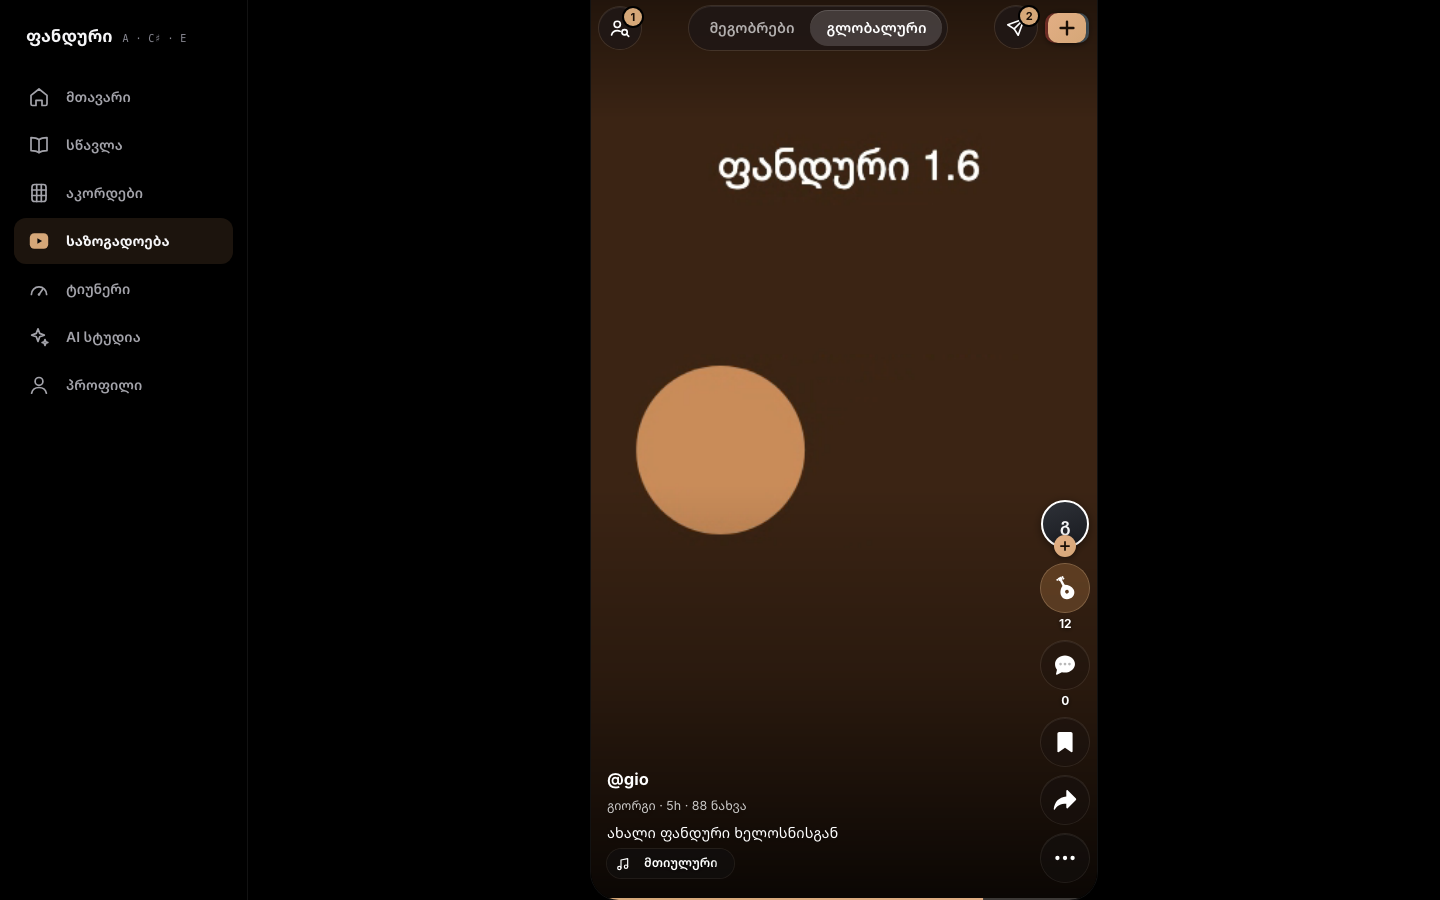 ფანდური A · C♯ · E
მთავარი
სწავლა
აკორდები
საზოგადოება
ტიუნერი
AI სტუდია
პროფილი
1
მეგობრები გლობალური
2
ფანდური 1.6
გ
12
0
@gio
გიორგი · 5h · 88 ნახვა
ახალი ფანდური ხელოსნისგან
მთიულური